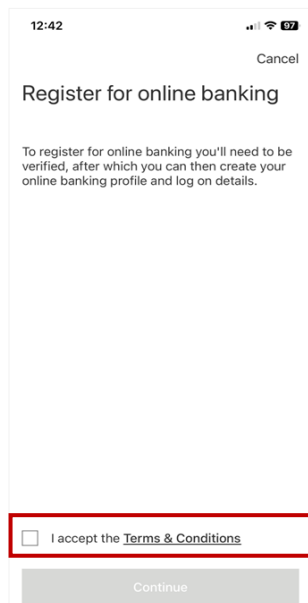 12:42
97
Cancel
Register for online banking
To register for online banking you'll need to be
verified, after which you can then create your
online banking profile and log on details.
I accept the Terms & Conditions
Continue